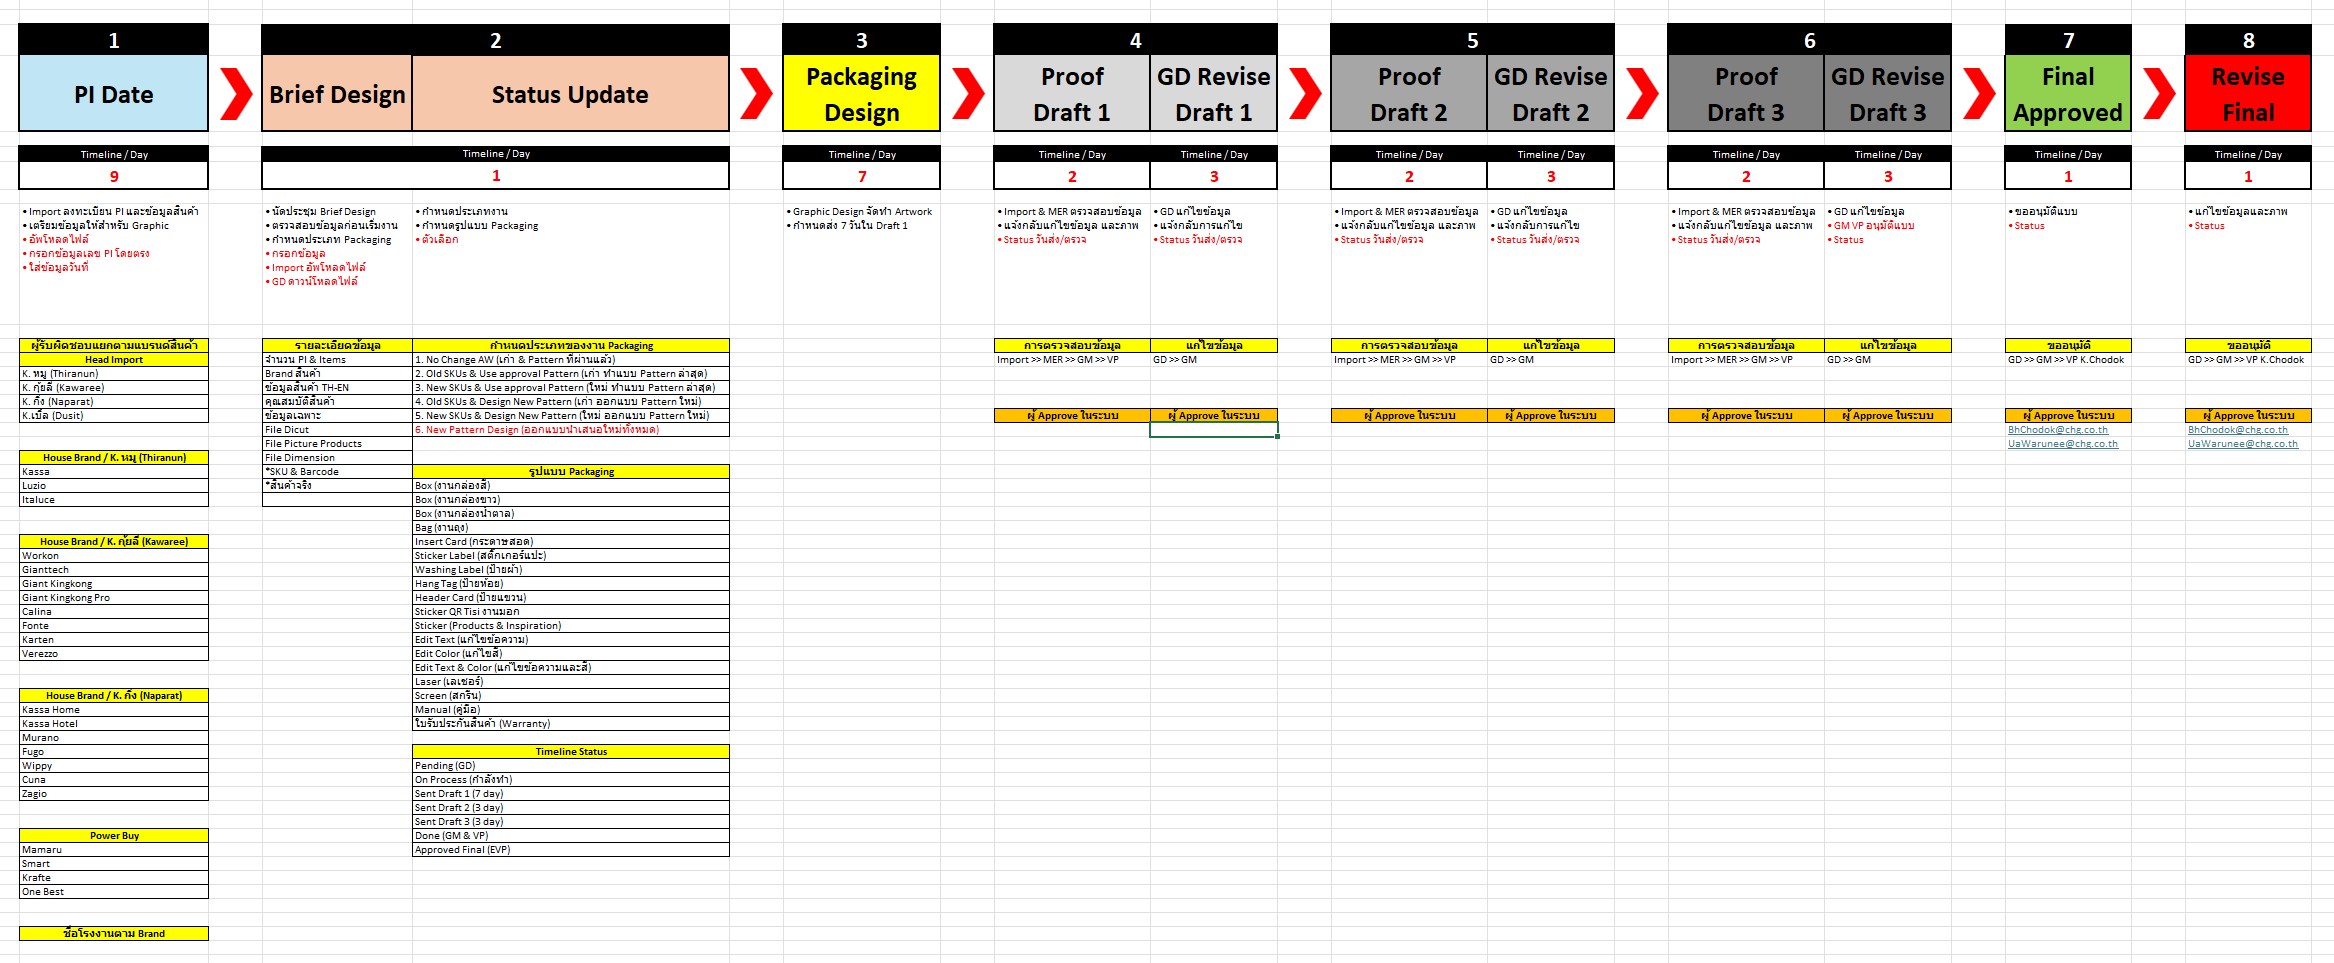 1
PI Date
Timeline / Day
9
• Import ลงทะเบียน PI และข้อมูลสินค้า
• เตรียมข้อมูลให้สำหรับ Graphic
• อัพโหลดไฟล์
• กรอกข้อมูลเลข PI โดยตรง
• ใส่ข้อมูลวันที่
ผู้รับผิดชอบแยกตามแบรนด์สินค้า
Head Import
K. หมู (Thiranun)
K. กุ้ยลี่ (Kawaree)
K. กิ๋ง (Naparat)
K.เบิ้ล (Dusit)
House Brand / K. หมู (Thiranun)
Kassa
Luzio
Italuce
House Brand / K. กุ้ยลี่ (Kawaree)
Workon
Gianttech
Giant Kingkong
Giant Kingkong Pro
Calina
Fonte
Karten
Verezzo
House Brand / K. กิ๋ง (Naparat)
Kassa Home
Kassa Hotel
Murano
Fugo
Wippy
Cuna
Zagio
Power Buy
Mamaru
Smart
Krafte
One Best
ชื่อโรงงานตาม Brand
2
Brief Design
Status Update
Timeline / Day
1
• นัดประชุม Brief Design
• ตรวจสอบข้อมูลก่อนเริ่มงาน
• กำหนดประเภท Packaging
• กรอกข้อมูล
• Import อัพโหลดไฟล์
• GD ดาวน์โหลดไฟล์
• กำหนดประเภทงาน
• กำหนดรูปแบบ Packaging
• ตัวเลือก
รายละเอียดข้อมูล
จำนวน PI & Items
Brand สินค้า
ข้อมูลสินค้า TH-EN
คุณสมบัติสินค้า
ข้อมูลเฉพาะ
File Dicut
File Picture Products
File Dimension
*SKU & Barcode
*สินค้าจริง
กำหนดประเภทของงาน Packaging
1. No Change AW (เก่า & Pattern ที่ผ่านแล้ว)
2. Old SKUs & Use approval Pattern (เก่า ทำแบบ Pattern ล่าสุด)
3. New SKUs & Use approval Pattern (ใหม่ ทำแบบ Pattern ล่าสุด)
4. Old SKUs & Design New Pattern (เก่า ออกแบบ Pattern ใหม่)
5. New SKUs & Design New Pattern (ใหม่ ออกแบบ Pattern ใหม่)
6. New Pattern Design (ออกแบบนำเสนอใหม่ทั้งหมด)
รูปแบบ Packaging
Box (งานกล่องสี)
Box (งานกล่องขาว)
Box (งานกล่องน้ำตาล)
Bag (งานถุง)
Insert Card (กระดาษสอด)
Sticker Label (สติ๊กเกอร์แปะ)
Washing Label (ป้ายผ้า)
Hang Tag (ป้ายห้อย)
Header Card (ป้ายแขวน)
Sticker QR Tisi งานมอก
Sticker (Products & Inspiration)
Edit Text (แก้ไขข้อความ)
Edit Color (แก้ไขสี)
Edit Text & Color (แก้ไขข้อความและสี)
Laser (เลเซอร์)
Screen (สกรีน)
Manual (คู่มือ)
ใบรับประกันสินค้า (Warranty)
Timeline Status
Pending (GD)
On Process (กำลังทำ)
Sent Draft 1 (7 day)
Sent Draft 2 (3 day)
Sent Draft 3 (3 day)
Done (GM & VP)
Approved Final (EVP)
3
Packaging
Design
Timeline / Day
7
• Graphic Design จัดทำ Artwork
• กำหนดส่ง 7 วันใน Draft 1
4
Proof
Draft 1
Timeline / Day
2
• Import & MER ตรวจสอบข้อมูล
• แจ้งกลับแก้ไขข้อมูล และภาพ
• Status วันส่ง/ตรวจ
การตรวจสอบข้อมูล
Import >> MER >> GM >> VP
ผู้ Approve ในระบบ
GD Revise
Draft 1
Timeline / Day
3
• GD แก้ไขข้อมูล
• แจ้งกลับการแก้ไข
• Status วันส่ง/ตรวจ
แก้ไขข้อมูล
GD >> GM
ผู้ Approve ในระบบ
5
Proof
Draft 2
Timeline / Day
2
• Import & MER ตรวจสอบข้อมูล
• แจ้งกลับแก้ไขข้อมูล และภาพ
• Status วันส่ง/ตรวจ
การตรวจสอบข้อมูล
Import >> MER >> GM >> VP
ผู้ Approve ในระบบ
GD Revise
Draft 2
Timeline / Day
3
• GD แก้ไขข้อมูล
• แจ้งกลับการแก้ไข
• Status วันส่ง/ตรวจ
แก้ไขข้อมูล
GD >> GM
ผู้ Approve ในระบบ
6
Proof
Draft 3
Timeline / Day
2
• Import & MER ตรวจสอบข้อมูล
• แจ้งกลับแก้ไขข้อมูล และภาพ
• Status วันส่ง/ตรวจ
การตรวจสอบข้อมูล
Import >> MER >> GM >> VP
ผู้ Approve ในระบบ
GD Revise
Draft 3
Timeline / Day
3
• GD แก้ไขข้อมูล
• GM VP อนุมัติแบบ
• Status
แก้ไขข้อมูล
GD >> GM
ผู้ Approve ในระบบ
7
Final
Approved
Timeline / Day
1
• ขออนุมัติแบบ
• Status
ขออนุมัติ
GD >> GM >> VP K.Chodok
ผู้ Approve ในระบบ
BhChodok@chg.co.th
UaWarunee@chg.co.th
8
Revise
Final
Timeline / Day
1
• แก้ไขข้อมูลและภาพ
• Status
ขออนุมัติ
GD >> GM >> VP K.Chodok
ผู้ Approve ในระบบ
BhChodok@chg.co.th
UaWarunee@chg.co.th